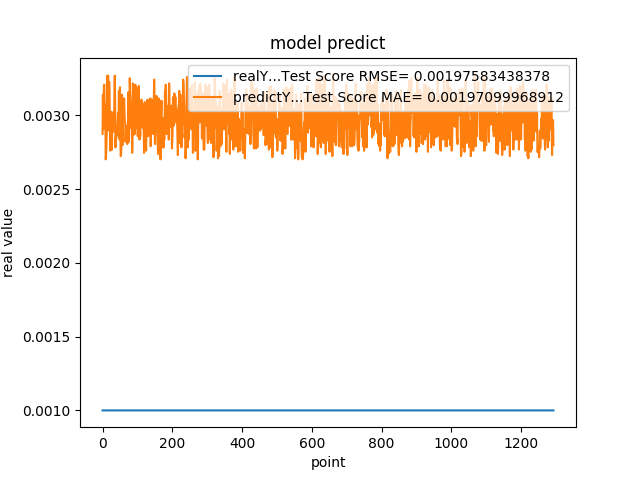 model predict
realY...Test Score RMSE= 0.00197583438378
predictY...Test Score MAE= 0.00197099968912
0.0030
0.0025
0.0020
0.0015
0.0010
real value
0 200 400 600 800 1000 1200
point